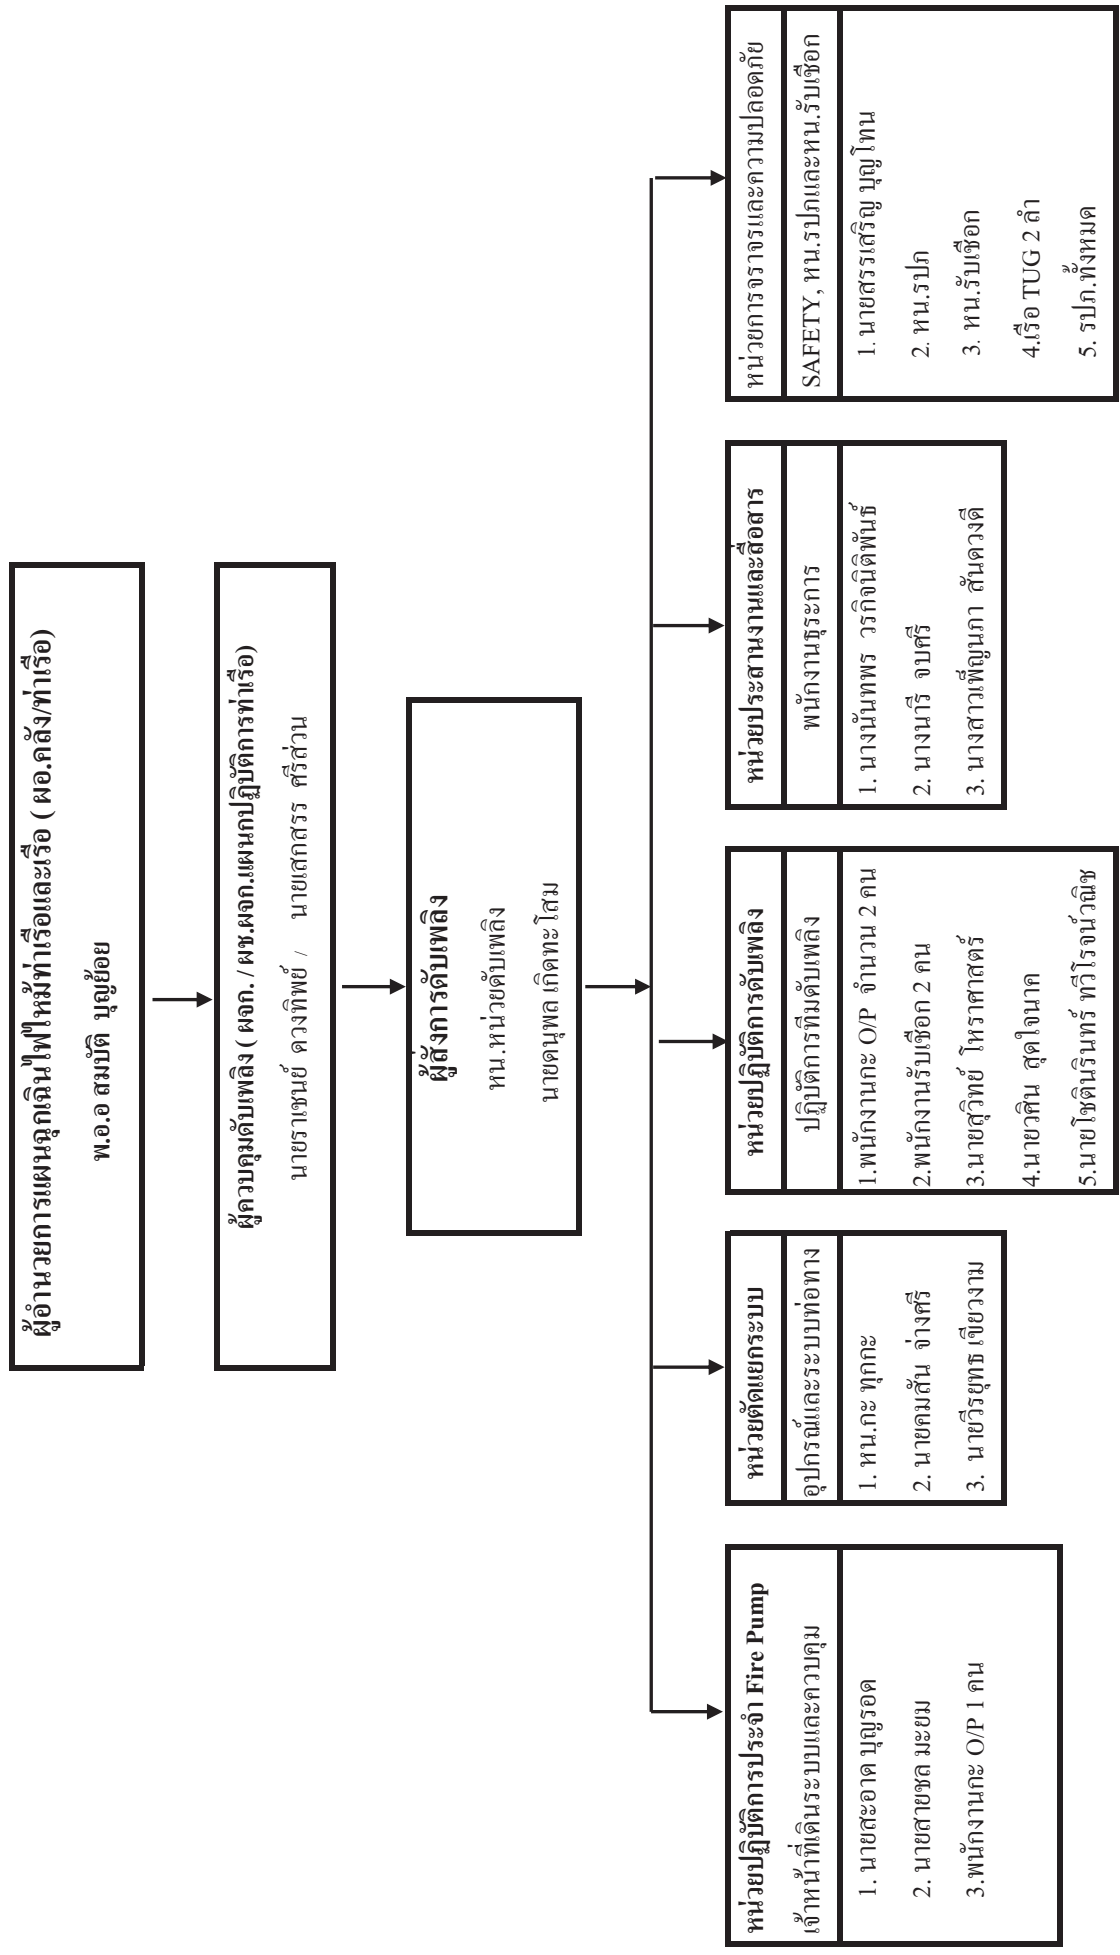 ผู้อำนวยการแผนฉุกเฉินไฟไหม้ท่าเรือและเรือ ( ผอ.คลัง/ท่าเรือ)
พ.อ.อ สมบัติ บุญย้อย
ผู้ควบคุมดับเพลิง ( ผจก. / ผช.ผจก.แผนกปฏิบัติการท่าเรือ)
นายราเชนย์ ดวงทิพย์ / นายเสกสรร ศรีส่วน
ผู้สั่งการดับเพลิง
หน.หน่วยดับเพลิง
นายดนุพล เกิดทะโสม
หน่วยปฏิบัติการประจำ Fire Pump
เจ้าหน้าที่เดินระบบและควบคุม
1. นายสะอาด บุญรอด
2. นายสายชล มะยม
3.พนักงานกะ O/P 1 คน
หน่วยตัดแยกระบบ
อุปกรณ์และระบบท่อทาง
1. หน.กะ ทุกกะ
2. นายคมสัน จ่างศรี
3. นายวีรยุทธ เขียวงาม
หน่วยปฏิบัติการดับเพลิง
ปฏิบัติการทีมดับเพลิง
1.พนักงานกะ O/P จำนวน 2 คน
2.พนักงานรับเชือก 2 คน
3.นายสุวิทย์ โหราศาสตร์
4.นายวศิน สุดใจนาค
5.นายโชตินรินทร์ ทวีโรจน์วณิช
หน่วยประสานงานและสื่อสาร
พนักงานธุระการ
1. นางนันทพร วรกิจนิติพันธ์
2. นางนารี จบศรี
3. นางสาวเพ็ญนภา สันดวงดี
หน่วยการจราจรและความปลอดภัย
SAFETY, หน.รปภและหน.รับเชือก
1. นายสรรเสริญ บุญโทน
2. หน.รปภ
3. หน.รับเชือก
4.เรือ TUG 2 ลำ
5. รปภ.ทั้งหมด